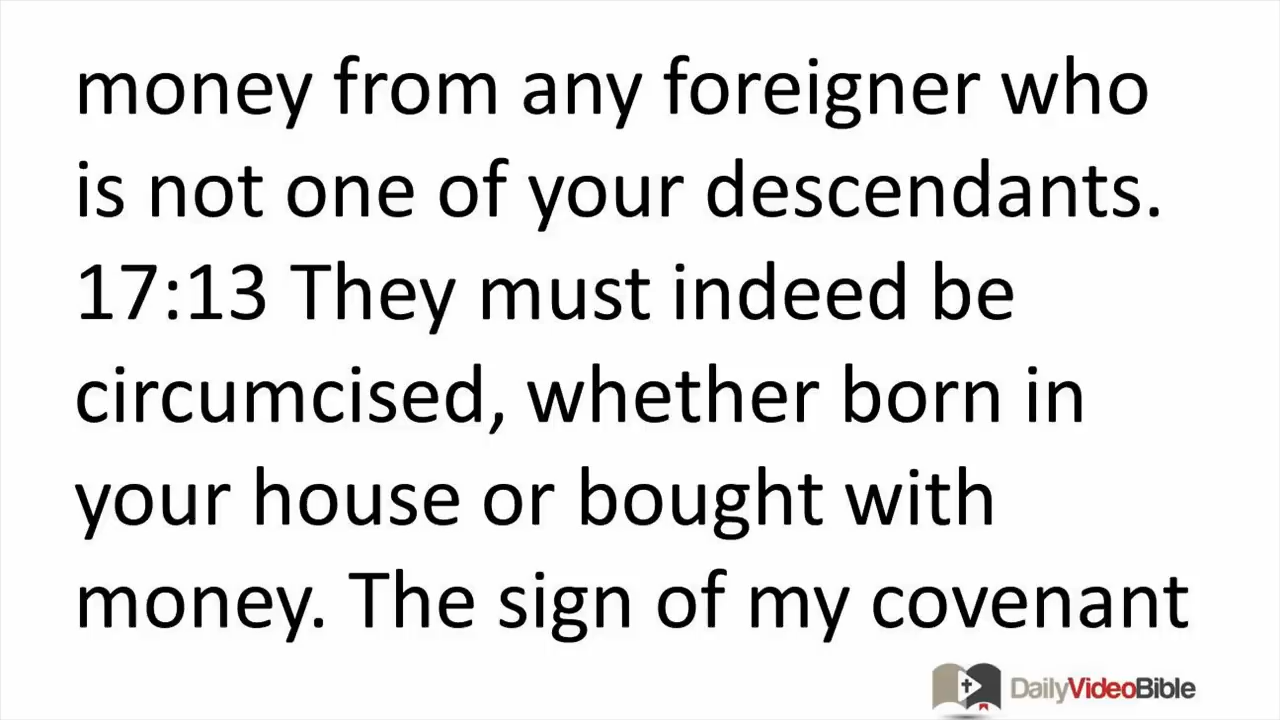 money from any foreigner who
is not one of your descendants.
17:13 They must indeed be
circumcised, whether born in
your house or bought with
money. The sign of my covenant
DailyVideoBible